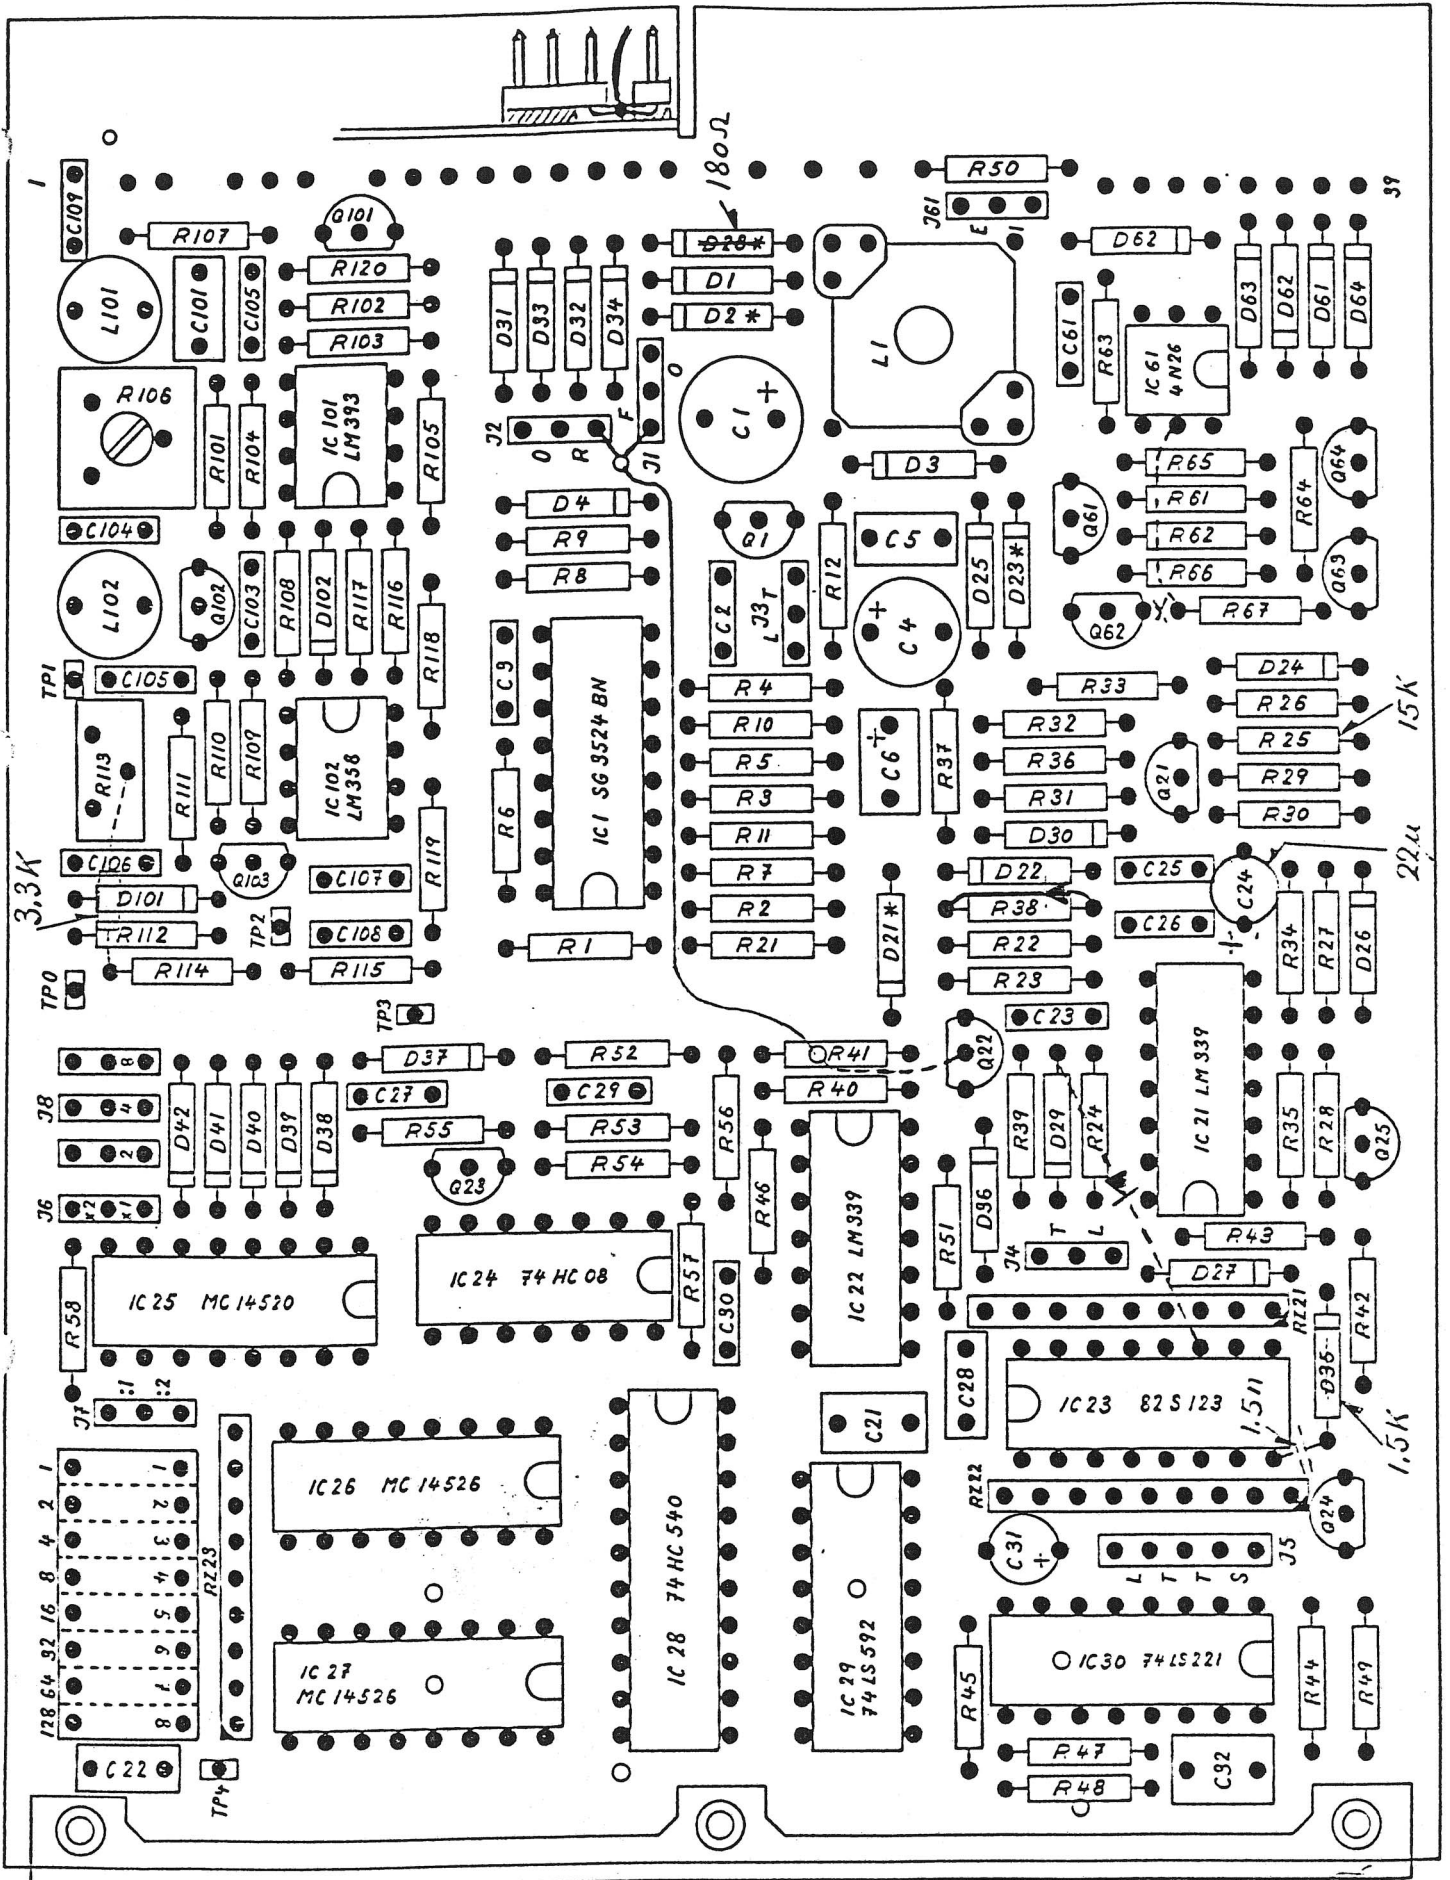 1
C109
R107
Q101
180Ω
R50
J61
E
I
39
L101
C101
C105
R120
R102
R103
D31
D33
D32
D34
D28*
D1
D2*
D62
L1
C61
R63
IC61
4N26
D63
D62
D61
D64
R106
R101
R104
IC101
LM393
R105
J2
O
R
F
O
J1
C1
+
D3
C104
D4
R9
R8
Q1
R12
C5
D25
D23*
Q61
R65
R61
R62
R66
R64
Q64
Q63
L102
Q102
C103
R108
D102
R117
R116
R118
C2
J3
T
L
+
C4
Q62
R67
TP1
C105
C9
IC1 SG3524BN
R4
R33
D24
R26
R25
15K
R113
R111
R110
R109
IC102
LM358
R6
R10
R5
R3
R11
R7
R2
R21
+
C6
R37
R32
R36
R31
D30
Q21
R29
R30
22u
3,3K
C106
Q103
C107
R119
D101
R112
TP2
C108
D21*
D22
R38
R22
R23
C25
C24
C26
+
R34
R27
D26
TP0
R114
R115
R1
TP3
C23
8
J8
4
2
D42
D41
D40
D39
D38
D37
C27
R55
Q23
R52
C29
R53
R54
R56
R41
R40
Q22
R39
D29
R24
IC21 LM339
R35
R28
Q25
J6
x2
x1
R46
IC22 LM339
R51
D36
J4
T
L
R43
D27
R58
IC25 MC14520
IC24 74HC08
R57
C30
RZ21
D35
R42
J7
:1
:2
C28
IC23 82S123
1.5n
1,5K
1
2
4
8
16
32
64
128
1
2
3
4
5
6
7
8
RZ23
IC26 MC14526
IC28 74HC540
C21
RZ22
Q24
C31
+
L
T
T
S
J5
IC27
MC14526
IC29
74LS592
IC30 74LS221
R45
R44
R49
C22
TP4
R47
R48
C32